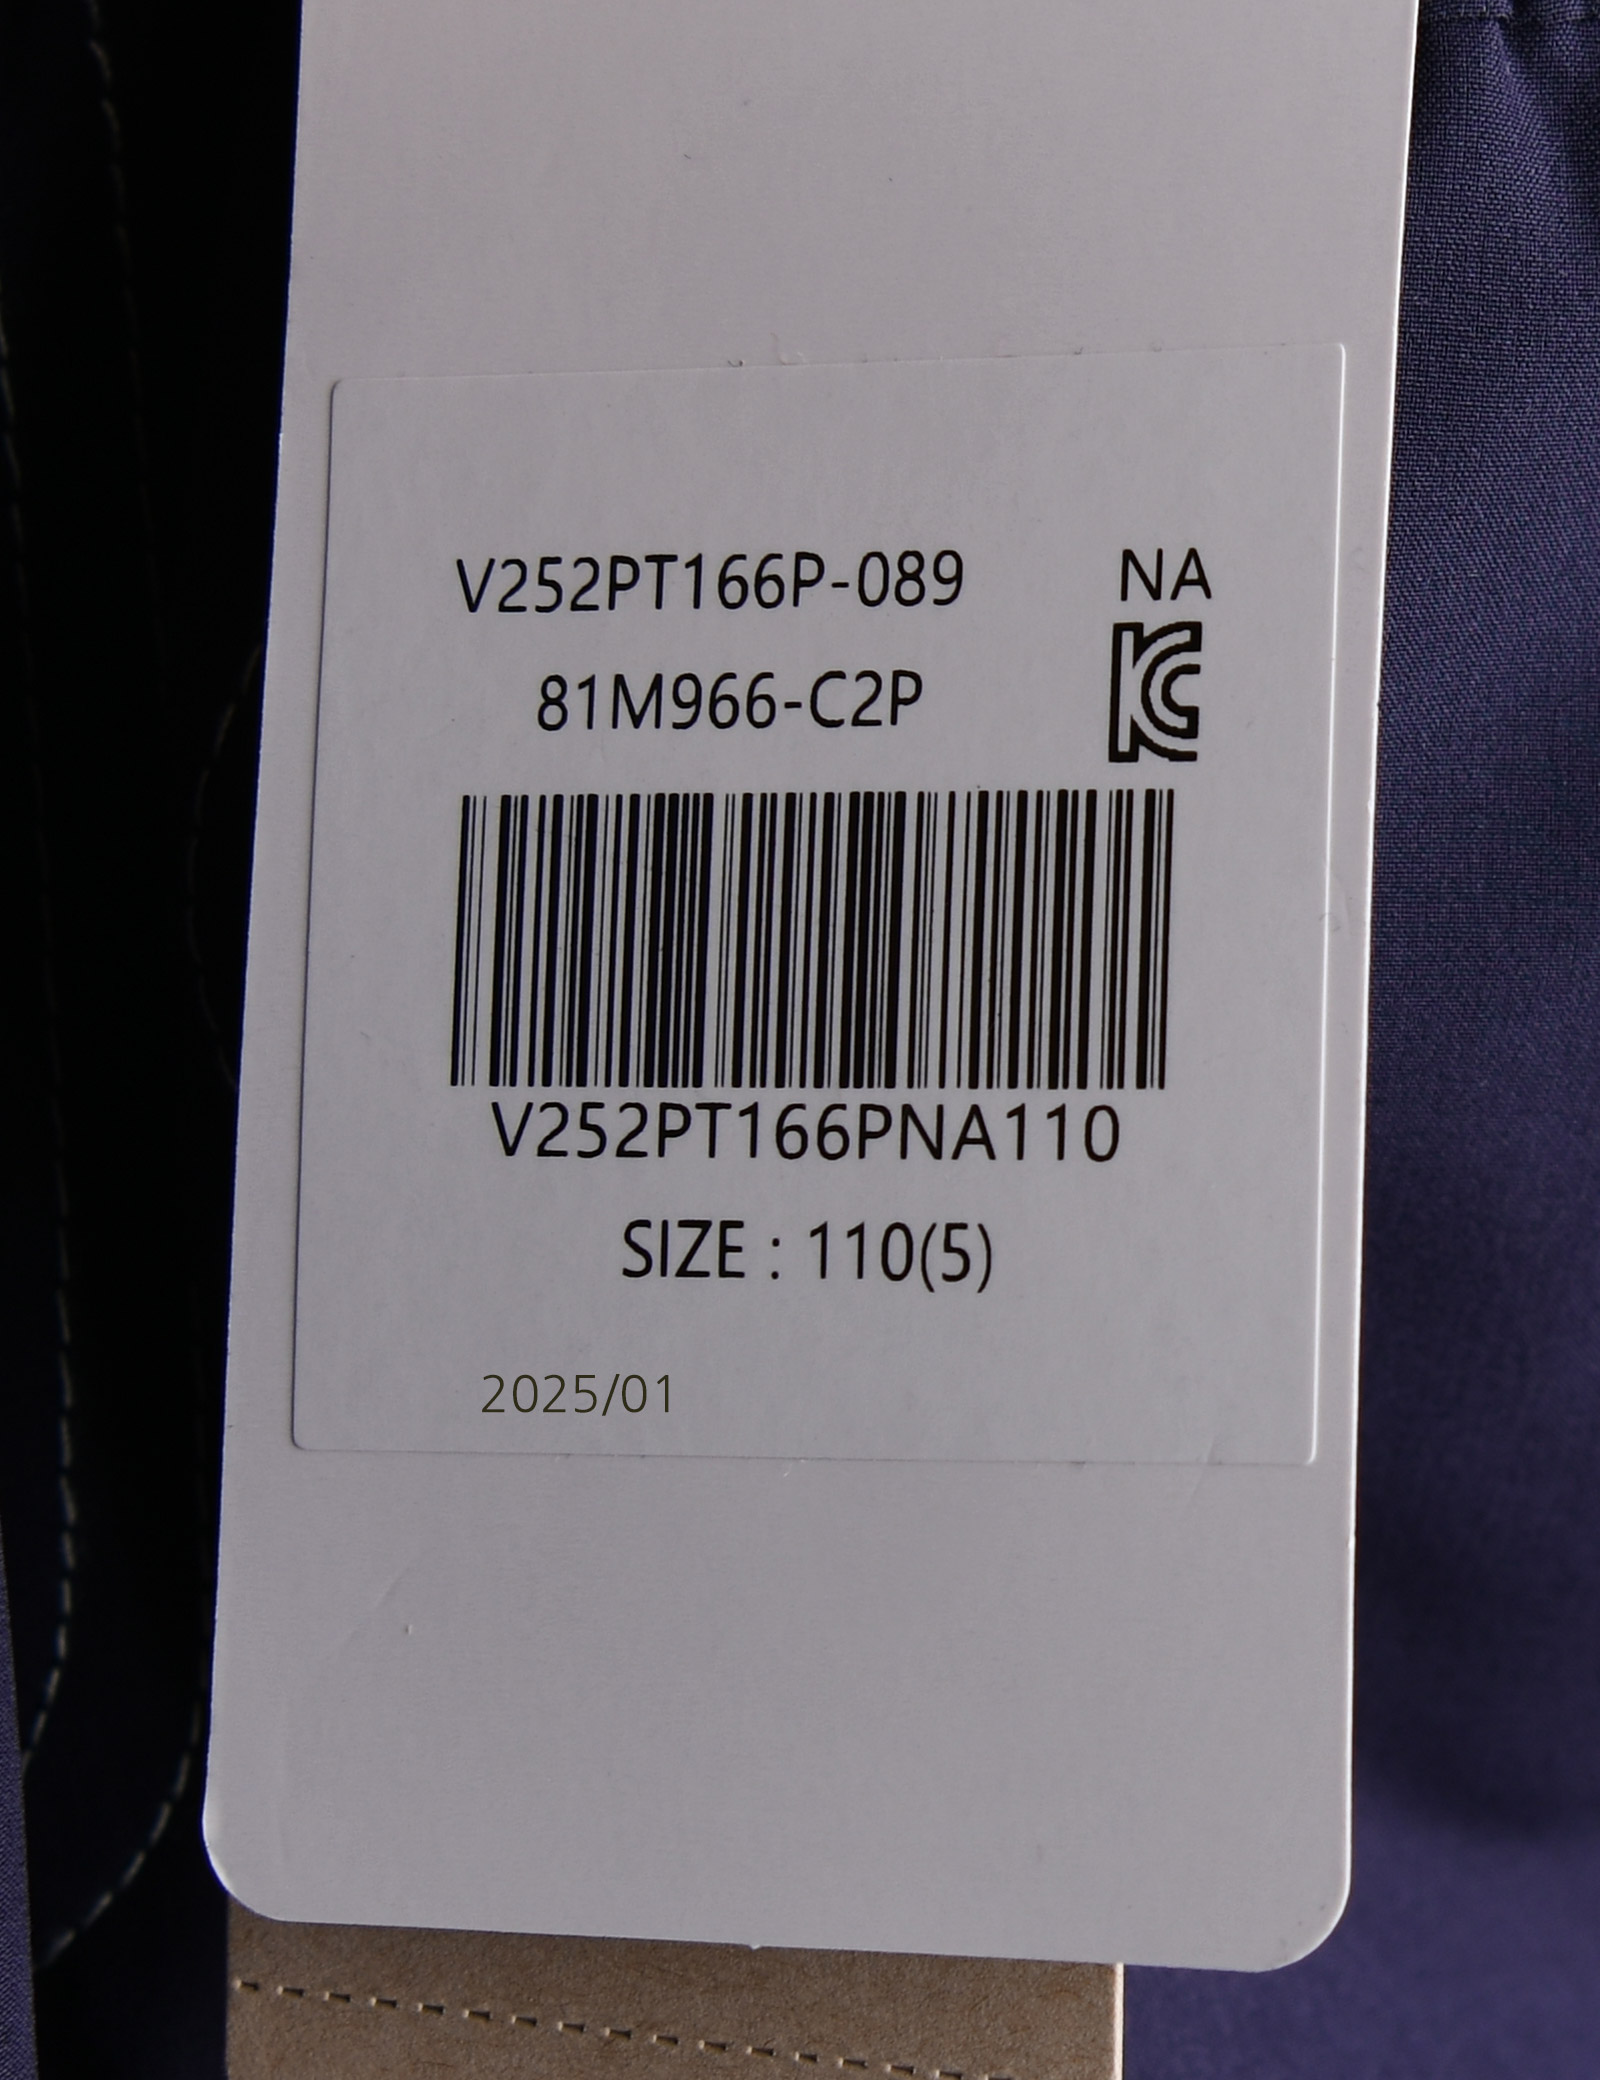 V252PT166P-089 NA
81M966-C2P
V252PT166PNA110
SIZE : 110(5)
2025/01